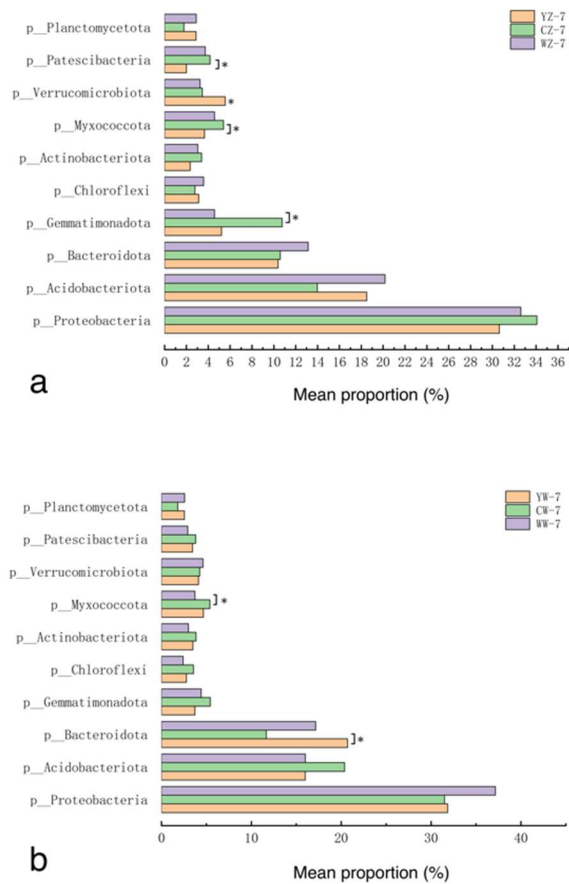 YZ-7
CZ-7
WZ-7
p__Planctomycetota
p__Patescibacteria
*
p__Verrucomicrobiota
*
p__Myxococcota
*
p__Actinobacteriota
p__Chloroflexi
p__Gemmatimonadota
*
p__Bacteroidota
p__Acidobacteriota
p__Proteobacteria
0 2 4 6 8 10 12 14 16 18 20 22 24 26 28 30 32 34 36
a
Mean proportion (%)
YW-7
CW-7
WW-7
p__Planctomycetota
p__Patescibacteria
p__Verrucomicrobiota
p__Myxococcota
*
p__Actinobacteriota
p__Chloroflexi
p__Gemmatimonadota
p__Bacteroidota
*
p__Acidobacteriota
p__Proteobacteria
0 10 20 30 40
b
Mean proportion (%)